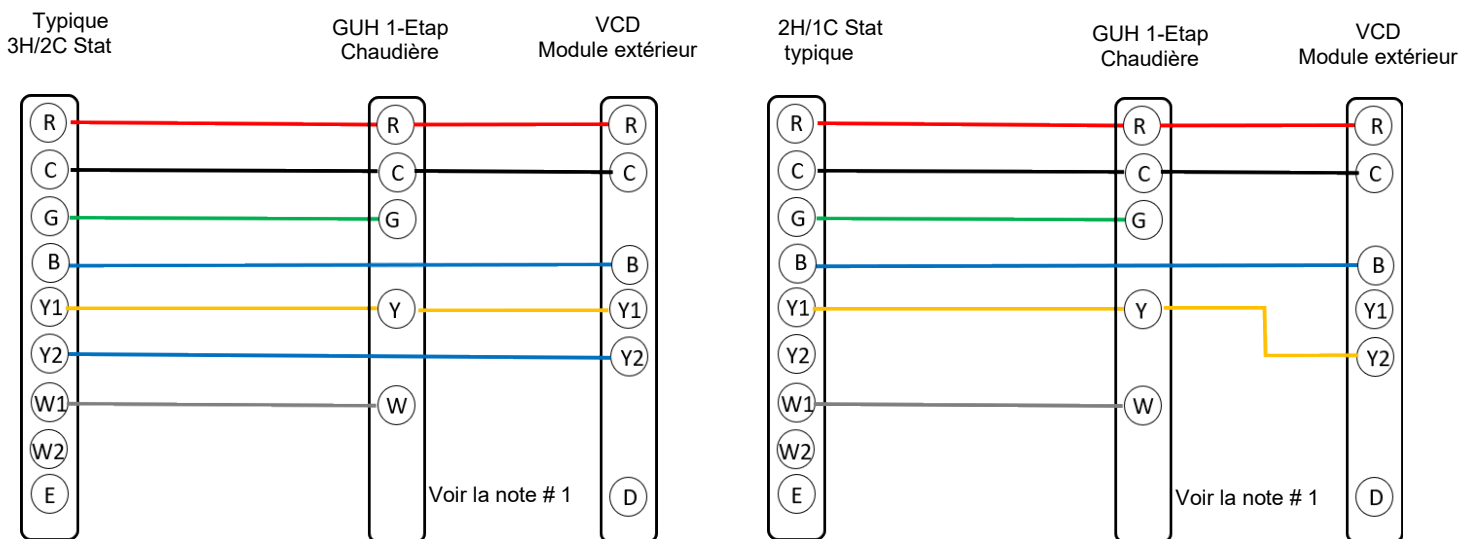 Typique
3H/2C Stat
GUH 1-Etap
Chaudière
VCD
Module extérieur
R
C
G
B
Y1
Y2
W1
W2
E
R
C
G
Y
W
R
C
B
Y1
Y2
D
Voir la note # 1
2H/1C Stat
typique
GUH 1-Etap
Chaudière
VCD
Module extérieur
R
C
G
B
Y1
Y2
W1
W2
E
R
C
G
Y
W
R
C
B
Y1
Y2
D
Voir la note # 1